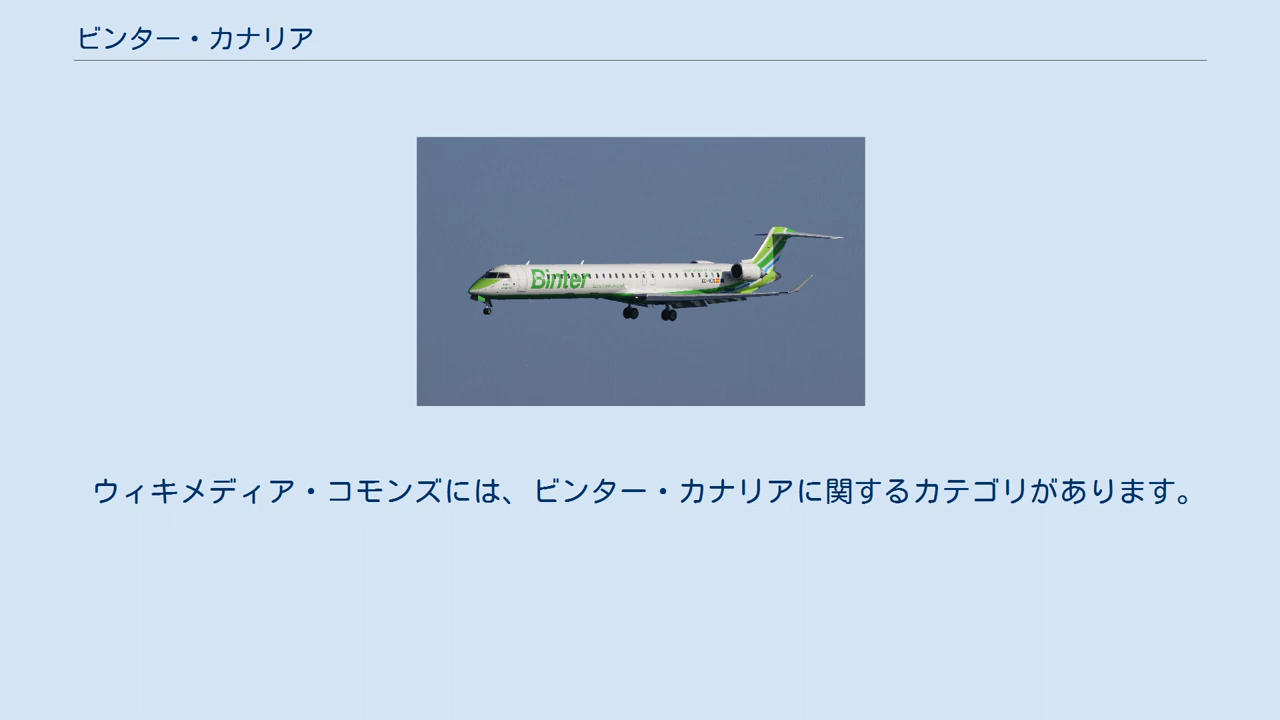 ビンター・カナリア
Binter
ウィキメディア・コモンズには、ビンター・カナリアに関するカテゴリがあります。